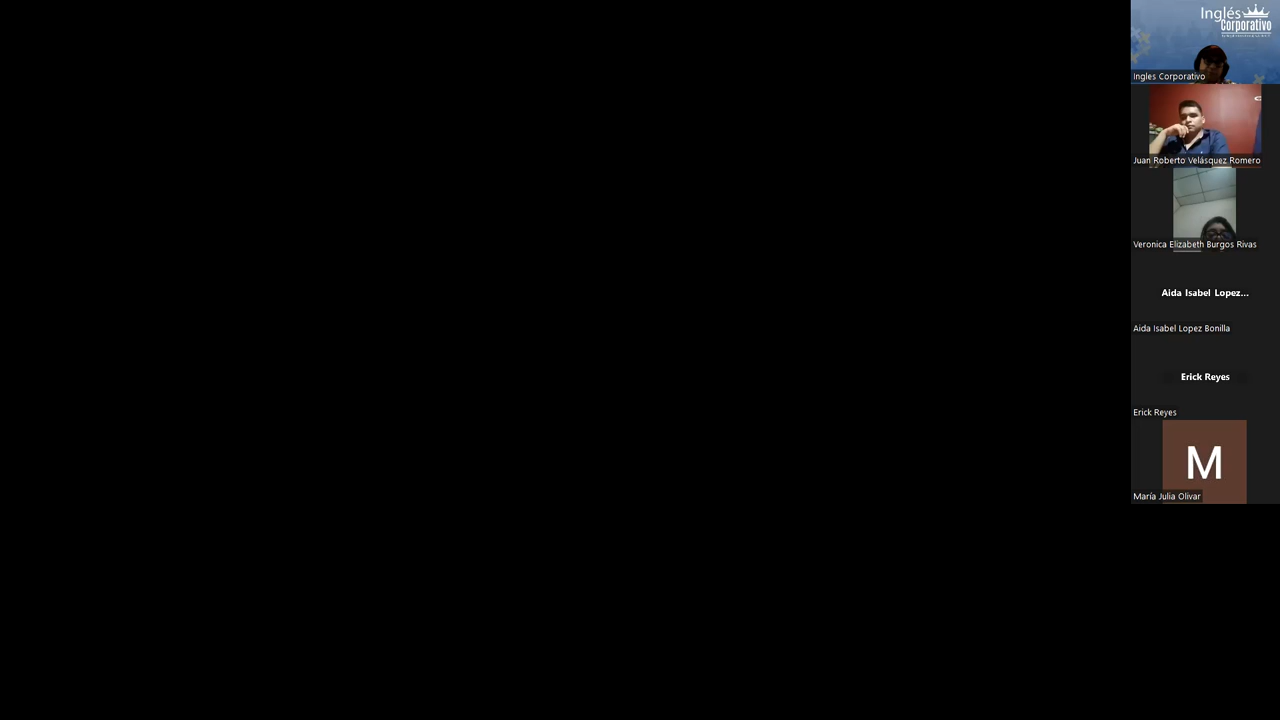 Inglés
Corporativo
Ingles Corporativo
Juan Roberto Velásquez Romero
Veronica Elizabeth Burgos Rivas
Aida Isabel Lopez...
Aida Isabel Lopez Bonilla
Erick Reyes
Erick Reyes
M
María Julia Olivar